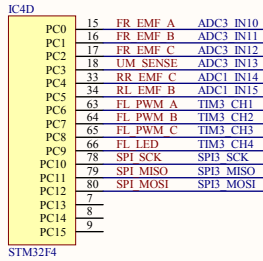 IC4D
PC0 15 FR_EMF_A ADC3_IN10
PC1 16 FR_EMF_B ADC3_IN11
PC2 17 FR_EMF_C ADC3_IN12
PC3 18 UM_SENSE ADC3_IN13
PC4 33 RR_EMF_C ADC1_IN14
PC5 34 RL_EMF_B ADC1_IN15
PC6 63 FL_PWM_A TIM3_CH1
PC7 64 FL_PWM_B TIM3_CH2
PC8 65 FL_PWM_C TIM3_CH3
PC9 66 FL_LED TIM3_CH4
PC10 78 SPI_SCK SPI3_SCK
PC11 79 SPI_MISO SPI3_MISO
PC12 80 SPI_MOSI SPI3_MOSI
PC13 7
PC14 8
PC15 9
STM32F4